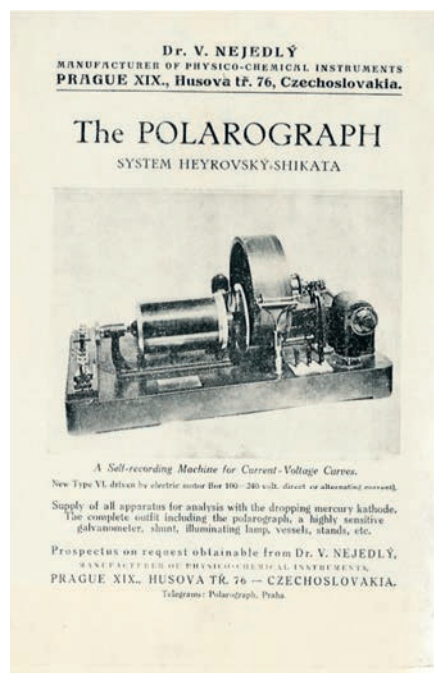 Dr. V. NEJEDLÝ
MANUFACTURER OF PHYSICO-CHEMICAL INSTRUMENTS
PRAGUE XIX., Husova tř. 76, Czechoslovakia.
The POLAROGRAPH
SYSTEM HEYROVSKÝ-SHIKATA
A Self-recording Machine for Current-Voltage Curves.
New Type VI. driven by electric motor (for 100—240 volt. direct or alternating current).
Supply of all apparatus for analysis with the dropping mercury kathode.
The complete outfit including the polarograph, a highly sensitive
galvanometer, shunt, illuminating lamp, vessels, stands, etc.
Prospectus on request obtainable from Dr. V. NEJEDLÝ,
MANUFACTURER OF PHYSICO-CHEMICAL INSTRUMENTS,
PRAGUE XIX., HUSOVA TŘ. 76 — CZECHOSLOVAKIA.
Telegrams: Polarograph, Praha.